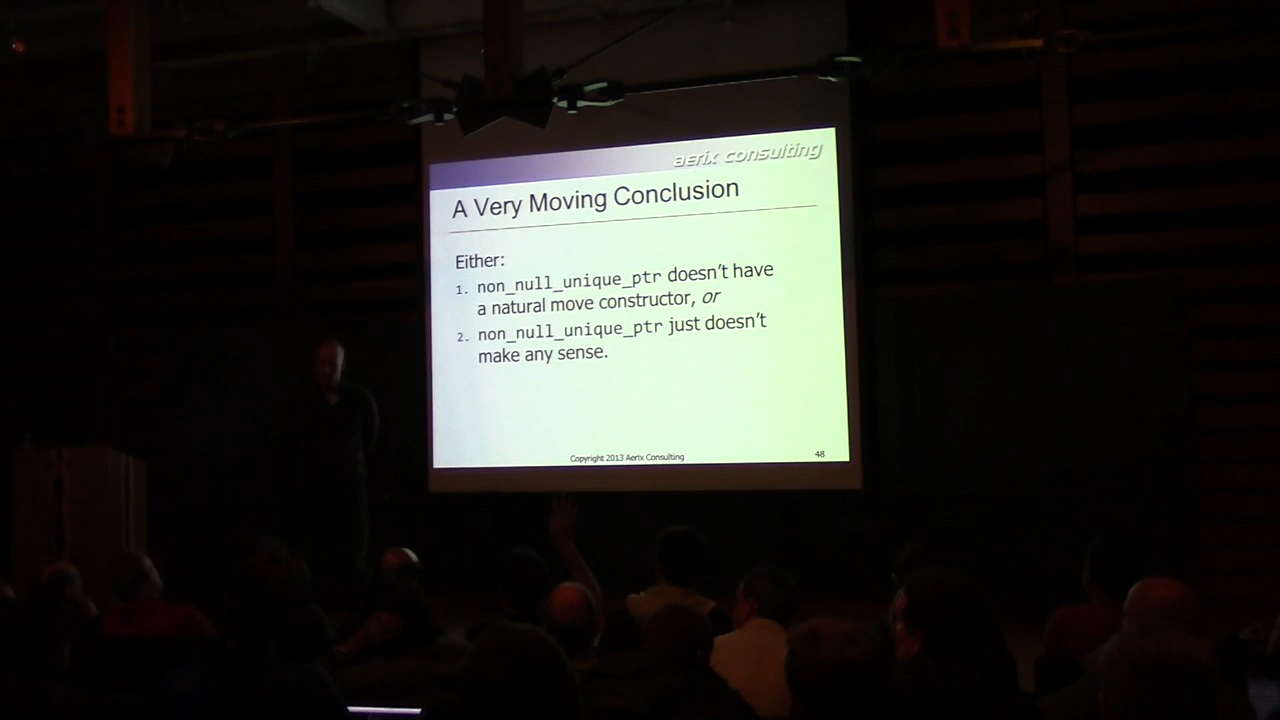 aerix consulting
A Very Moving Conclusion
Either:
1. non_null_unique_ptr doesn't have
a natural move constructor, or
2. non_null_unique_ptr just doesn't
make any sense.
Copyright 2013 Aerix Consulting
48